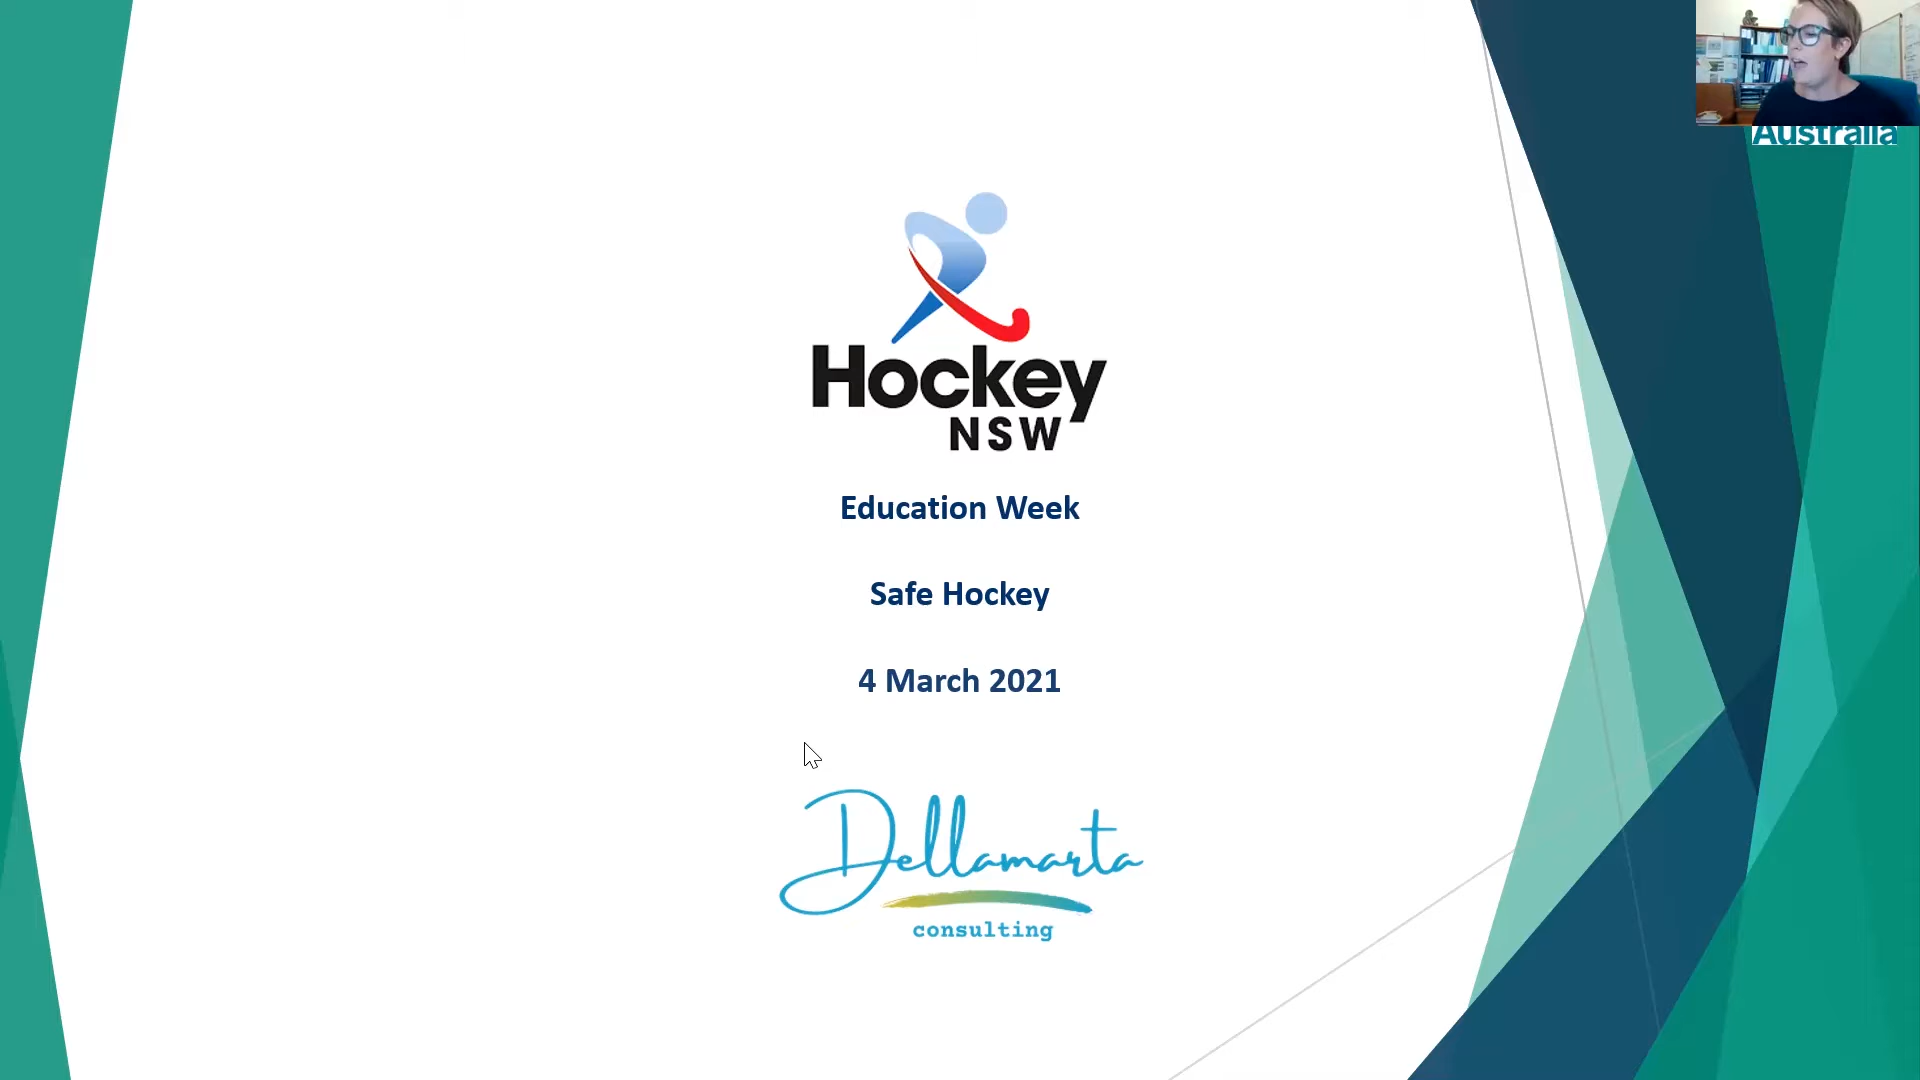 Australia
Hockey
NSW
Education Week
Safe Hockey
4 March 2021
Dellamarta
consulting